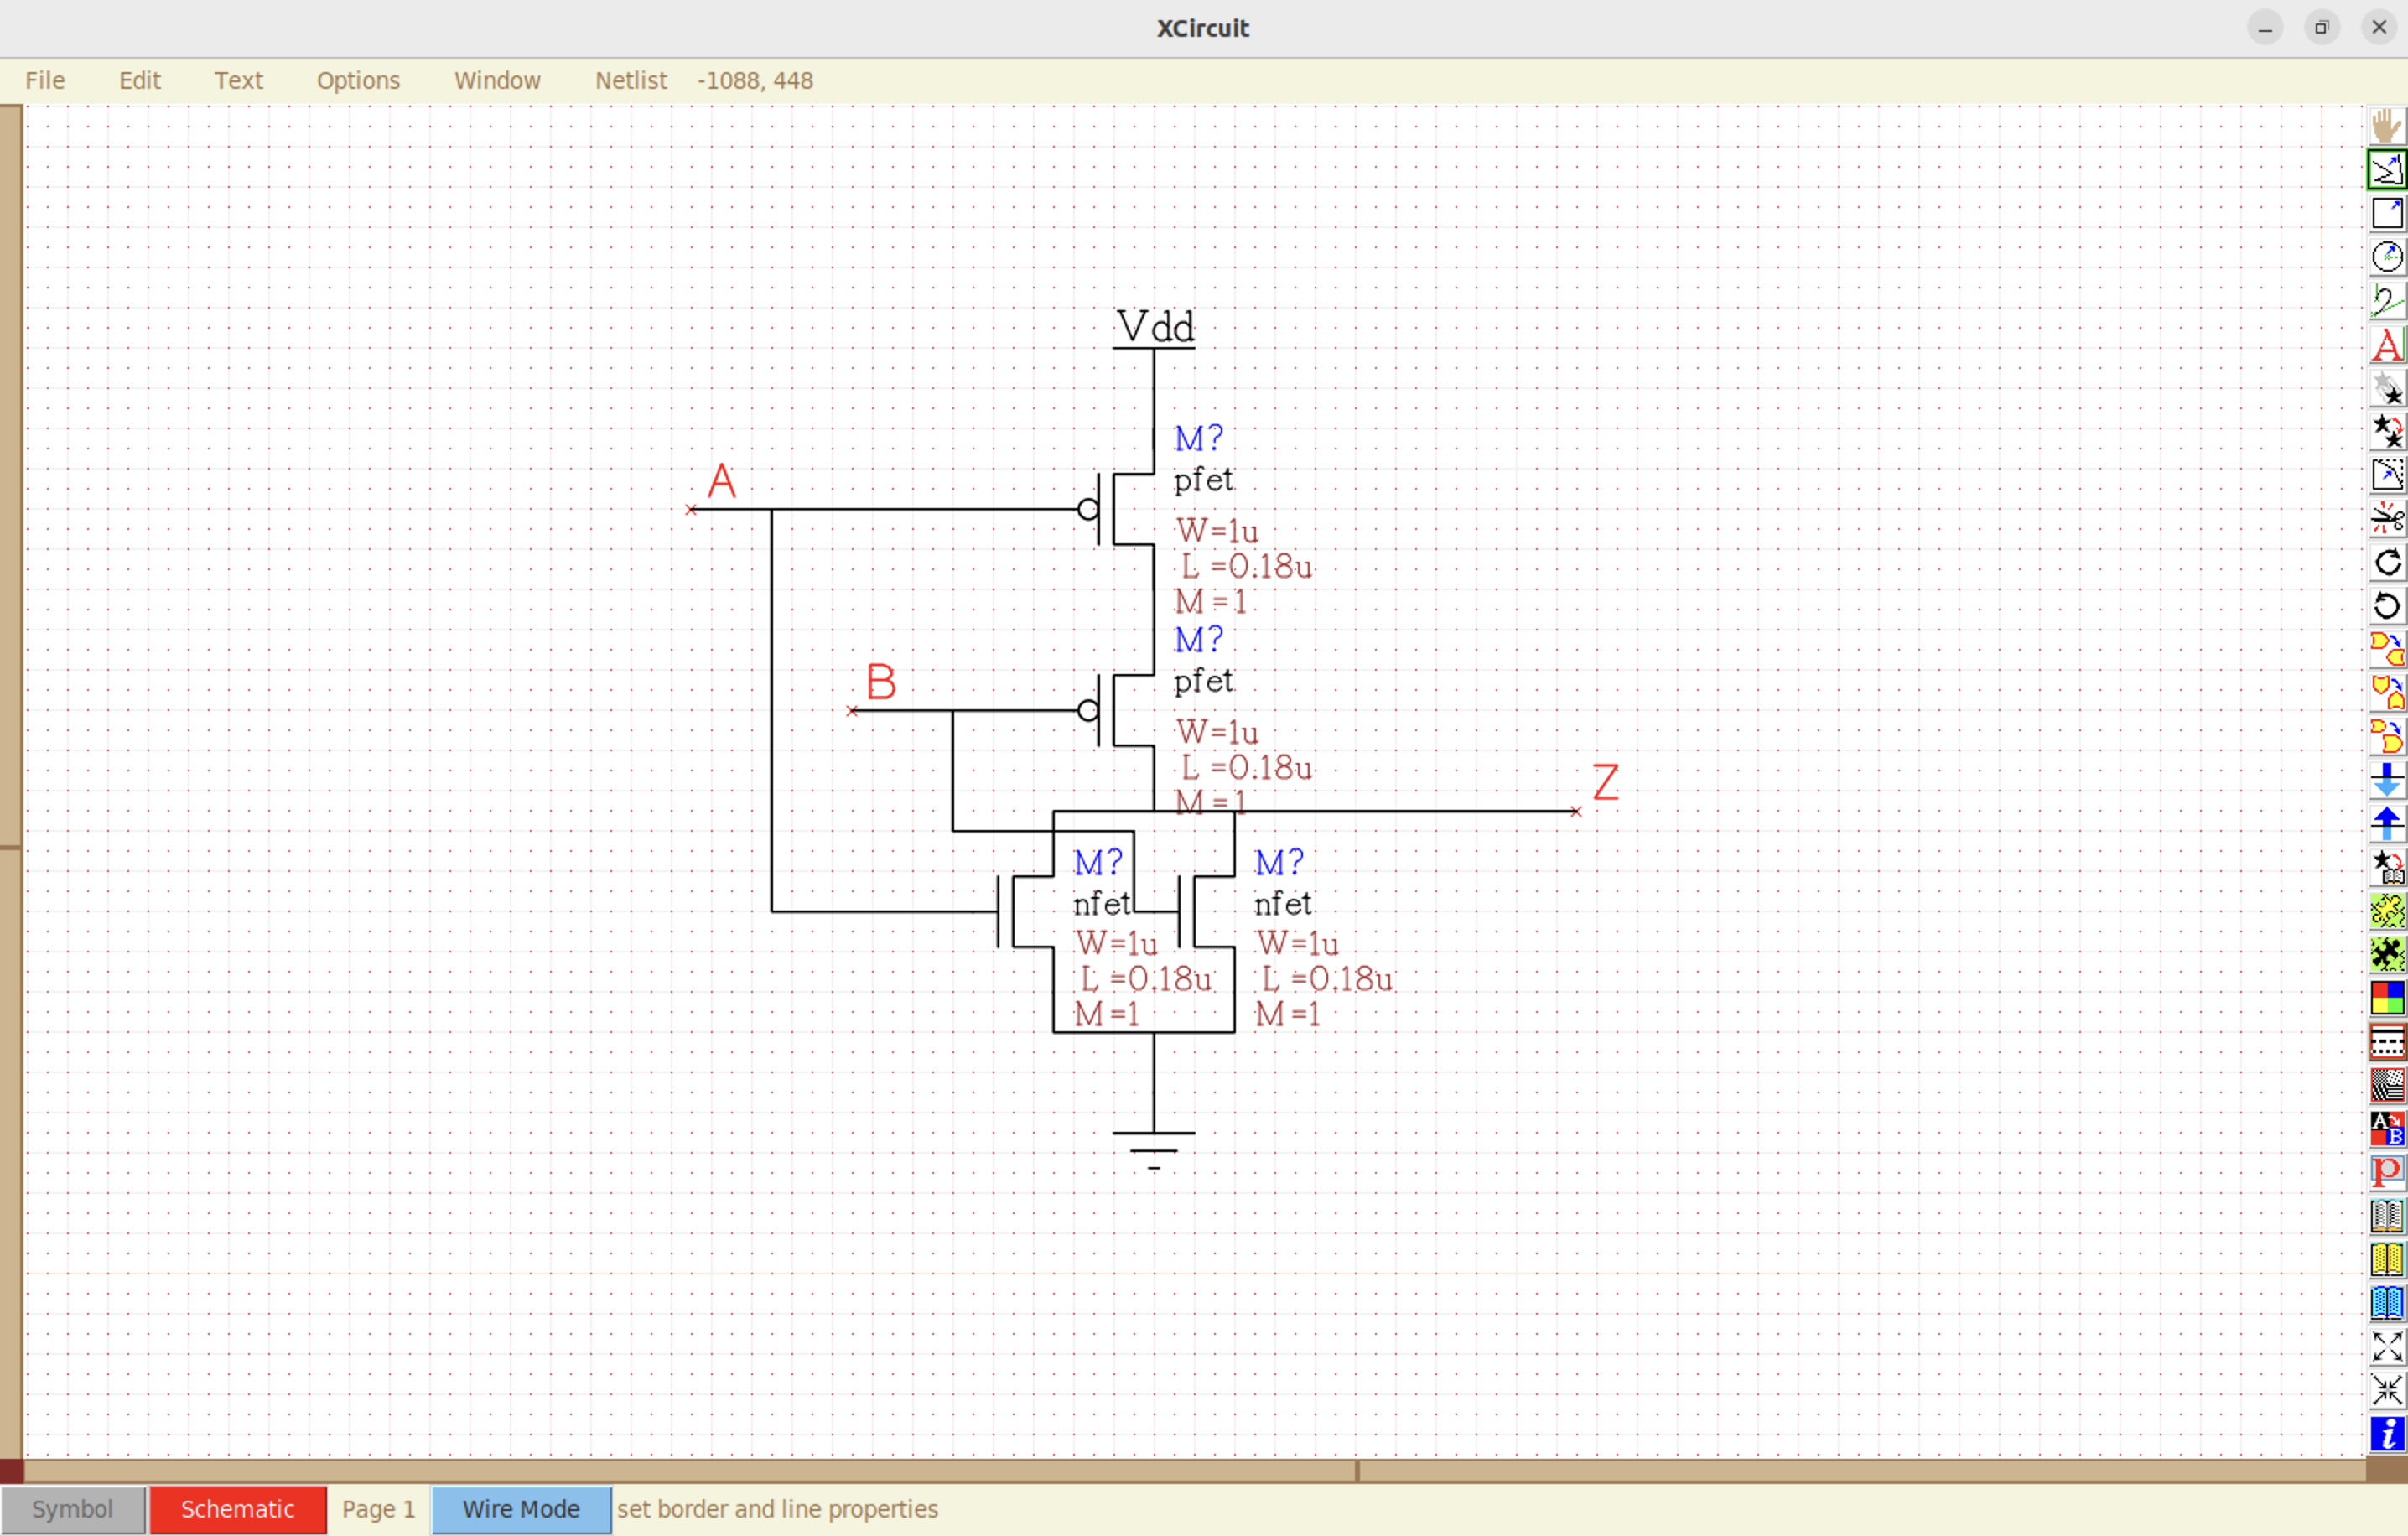 XCircuit
File Edit Text Options Window Netlist -1088, 448
Vdd
M?
pfet
W=1u
L =0.18u
M =1
A
M?
pfet
W=1u
L =0.18u
M =1
B
Z
M?
nfet
W=1u
L =0.18u
M =1
M?
nfet
W=1u
L =0.18u
M =1
A
A
B
p
i
Symbol Schematic Page 1 Wire Mode set border and line properties